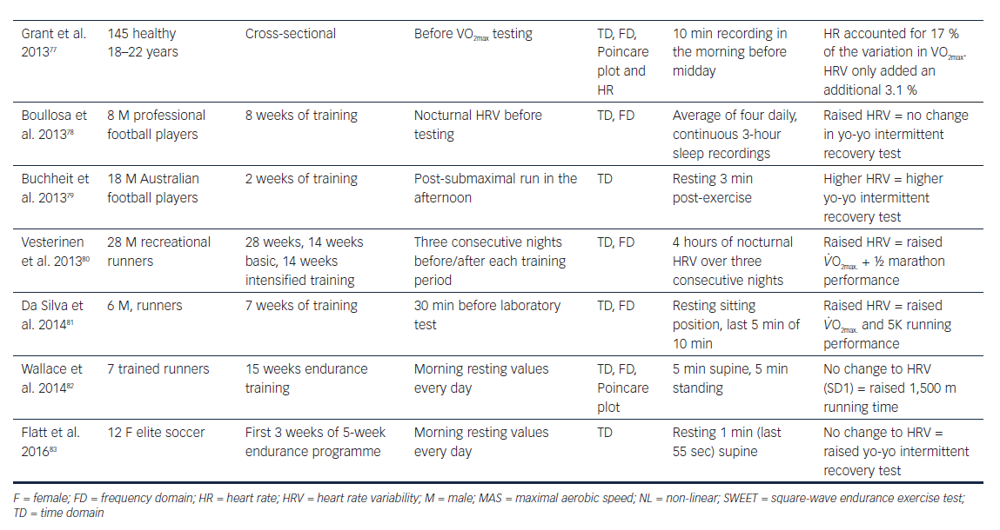 Grant et al.
2013⁷⁷
145 healthy
18–22 years
Cross-sectional
Before VO₂max testing
TD, FD,
Poincare
plot and
HR
10 min recording in
the morning before
midday
HR accounted for 17 %
of the variation in VO₂max.
HRV only added an
additional 3.1 %
Boullosa et
al. 2013⁷⁸
8 M professional
football players
8 weeks of training
Nocturnal HRV before
testing
TD, FD
Average of four daily,
continuous 3-hour
sleep recordings
Raised HRV = no change
in yo-yo intermittent
recovery test
Buchheit et
al. 2013⁷⁹
18 M Australian
football players
2 weeks of training
Post-submaximal run in the
afternoon
TD
Resting 3 min
post-exercise
Higher HRV = higher
yo-yo intermittent
recovery test
Vesterinen
et al. 2013⁸⁰
28 M recreational
runners
28 weeks, 14 weeks
basic, 14 weeks
intensified training
Three consecutive nights
before/after each training
period
TD, FD
4 hours of nocturnal
HRV over three
consecutive nights
Raised HRV = raised
V̇O₂max. + ½ marathon
performance
Da Silva et
al. 2014⁸¹
6 M, runners
7 weeks of training
30 min before laboratory
test
TD, FD
Resting sitting
position, last 5 min of
10 min
Raised HRV = raised
V̇O₂max. and 5K running
performance
Wallace et
al. 2014⁸²
7 trained runners
15 weeks endurance
training
Morning resting values
every day
TD, FD,
Poincare
plot
5 min supine, 5 min
standing
No change to HRV
(SD1) = raised 1,500 m
running time
Flatt et al.
2016⁸³
12 F elite soccer
First 3 weeks of 5-week
endurance programme
Morning resting values
every day
TD
Resting 1 min (last
55 sec) supine
No change to HRV =
raised yo-yo intermittent
recovery test
F = female; FD = frequency domain; HR = heart rate; HRV = heart rate variability; M = male; MAS = maximal aerobic speed; NL = non-linear; SWEET = square-wave endurance exercise test;
TD = time domain